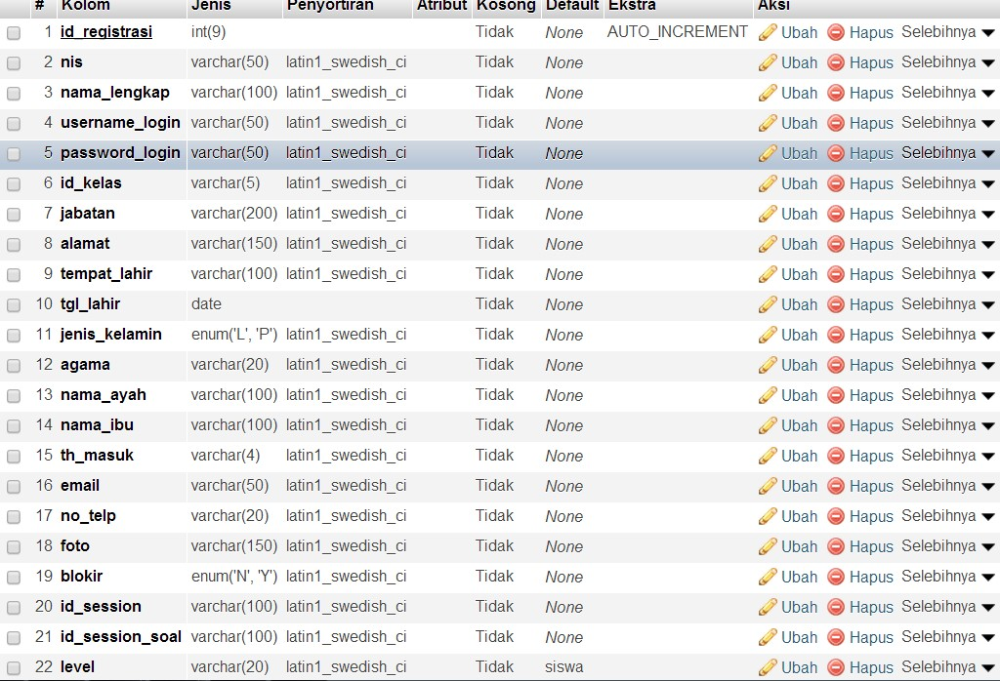 # Kolom Jenis Penyortiran Atribut Kosong Default Ekstra Aksi
1 id_registrasi int(9) Tidak None AUTO_INCREMENT Ubah Hapus Selebihnya
2 nis varchar(50) latin1_swedish_ci Tidak None Ubah Hapus Selebihnya
3 nama_lengkap varchar(100) latin1_swedish_ci Tidak None Ubah Hapus Selebihnya
4 username_login varchar(50) latin1_swedish_ci Tidak None Ubah Hapus Selebihnya
5 password_login varchar(50) latin1_swedish_ci Tidak None Ubah Hapus Selebihnya
6 id_kelas varchar(5) latin1_swedish_ci Tidak None Ubah Hapus Selebihnya
7 jabatan varchar(200) latin1_swedish_ci Tidak None Ubah Hapus Selebihnya
8 alamat varchar(150) latin1_swedish_ci Tidak None Ubah Hapus Selebihnya
9 tempat_lahir varchar(100) latin1_swedish_ci Tidak None Ubah Hapus Selebihnya
10 tgl_lahir date Tidak None Ubah Hapus Selebihnya
11 jenis_kelamin enum('L', 'P') latin1_swedish_ci Tidak None Ubah Hapus Selebihnya
12 agama varchar(20) latin1_swedish_ci Tidak None Ubah Hapus Selebihnya
13 nama_ayah varchar(100) latin1_swedish_ci Tidak None Ubah Hapus Selebihnya
14 nama_ibu varchar(100) latin1_swedish_ci Tidak None Ubah Hapus Selebihnya
15 th_masuk varchar(4) latin1_swedish_ci Tidak None Ubah Hapus Selebihnya
16 email varchar(50) latin1_swedish_ci Tidak None Ubah Hapus Selebihnya
17 no_telp varchar(20) latin1_swedish_ci Tidak None Ubah Hapus Selebihnya
18 foto varchar(150) latin1_swedish_ci Tidak None Ubah Hapus Selebihnya
19 blokir enum('N', 'Y') latin1_swedish_ci Tidak None Ubah Hapus Selebihnya
20 id_session varchar(100) latin1_swedish_ci Tidak None Ubah Hapus Selebihnya
21 id_session_soal varchar(100) latin1_swedish_ci Tidak None Ubah Hapus Selebihnya
22 level varchar(20) latin1_swedish_ci Tidak siswa Ubah Hapus Selebihnya